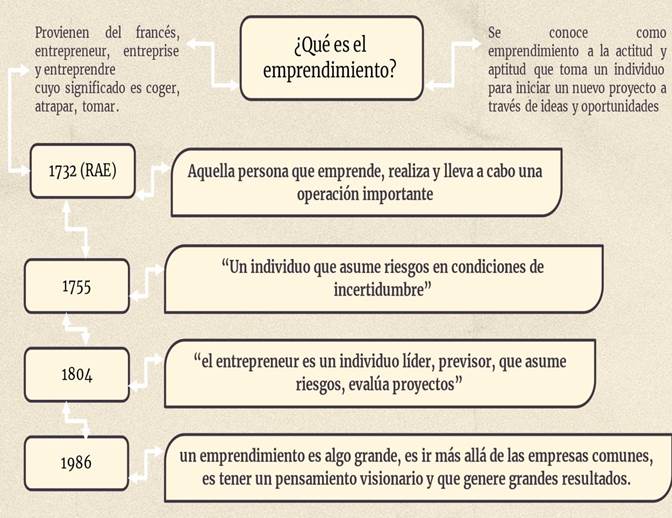 ¿Qué es el
emprendimiento?
Provienen del francés,
entrepreneur, entreprise
y entreprendre
cuyo significado es coger,
atrapar, tomar.
Se conoce como
emprendimiento a la actitud y
aptitud que toma un individuo
para iniciar un nuevo proyecto a
través de ideas y oportunidades
1732 (RAE)
Aquella persona que emprende, realiza y lleva a cabo una
operación importante
1755
“Un individuo que asume riesgos en condiciones de
incertidumbre”
1804
“el entrepreneur es un individuo líder, previsor, que asume
riesgos, evalúa proyectos”
1986
un emprendimiento es algo grande, es ir más allá de las empresas comunes,
es tener un pensamiento visionario y que genere grandes resultados.